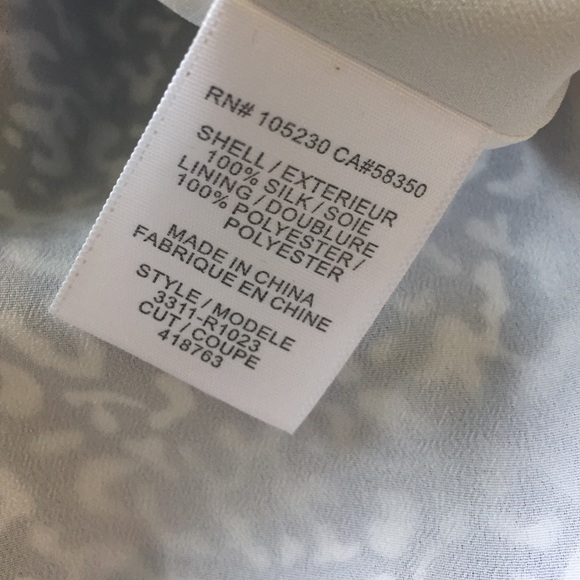 RN# 105230 CA#58350
SHELL / EXTERIEUR
100% SILK / SOIE
LINING / DOUBLURE
100% POLYESTER /
POLYESTER
MADE IN CHINA
FABRIQUE EN CHINE
STYLE / MODELE
3311-R1023
CUT / COUPE
418763